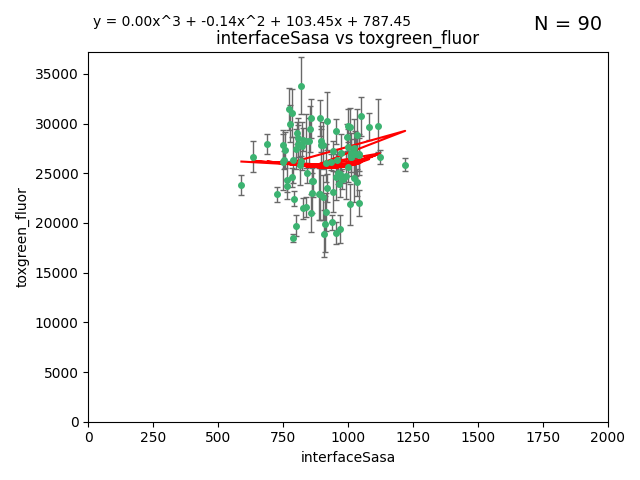 y = 0.00x^3 + -0.14x^2 + 103.45x + 787.45
N = 90
interfaceSasa vs toxgreen_fluor
toxgreen_fluor
35000
30000
25000
20000
15000
10000
5000
0
0 250 500 750 1000 1250 1500 1750 2000
interfaceSasa